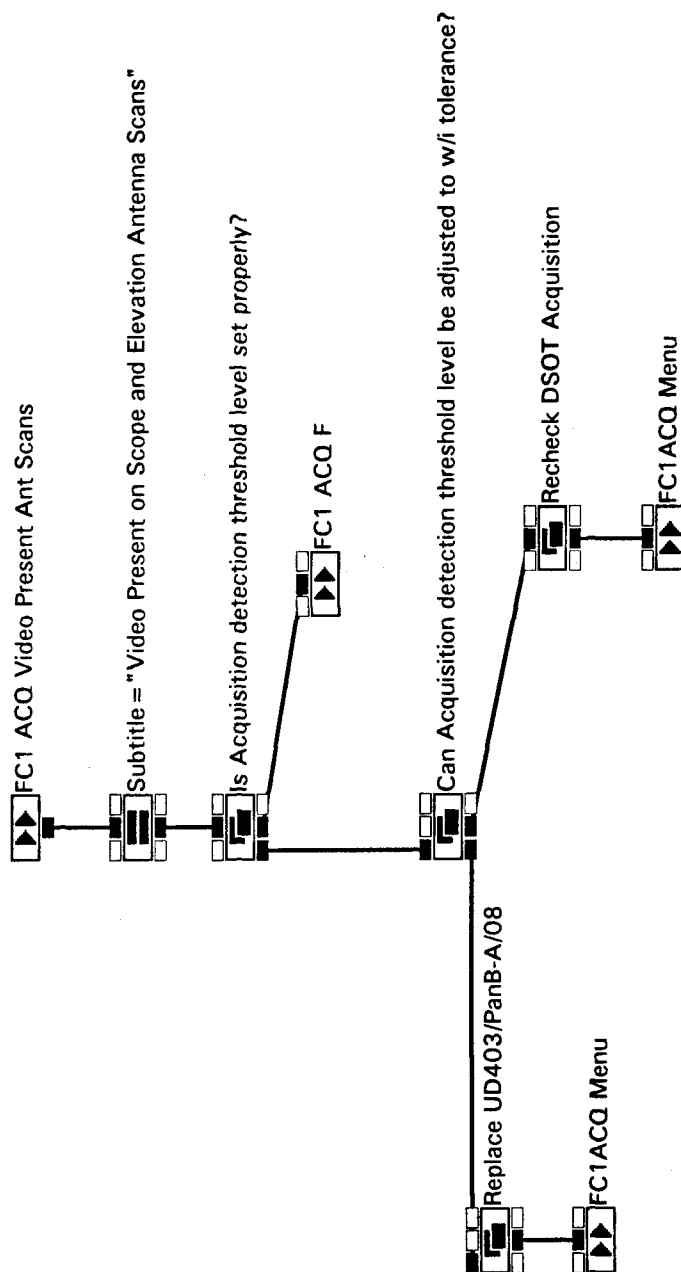 FC1 ACQ Video Present Ant Scans
Subtitle = "Video Present on Scope and Elevation Antenna Scans"
Is Acquisition detection threshold level set properly?
FC1 ACQ F
Can Acquisition detection threshold level be adjusted to w/i tolerance?
Replace UD403/PanB-A/08
FC1ACQ Menu
Recheck DSOT Acquisition
FC1ACQ Menu